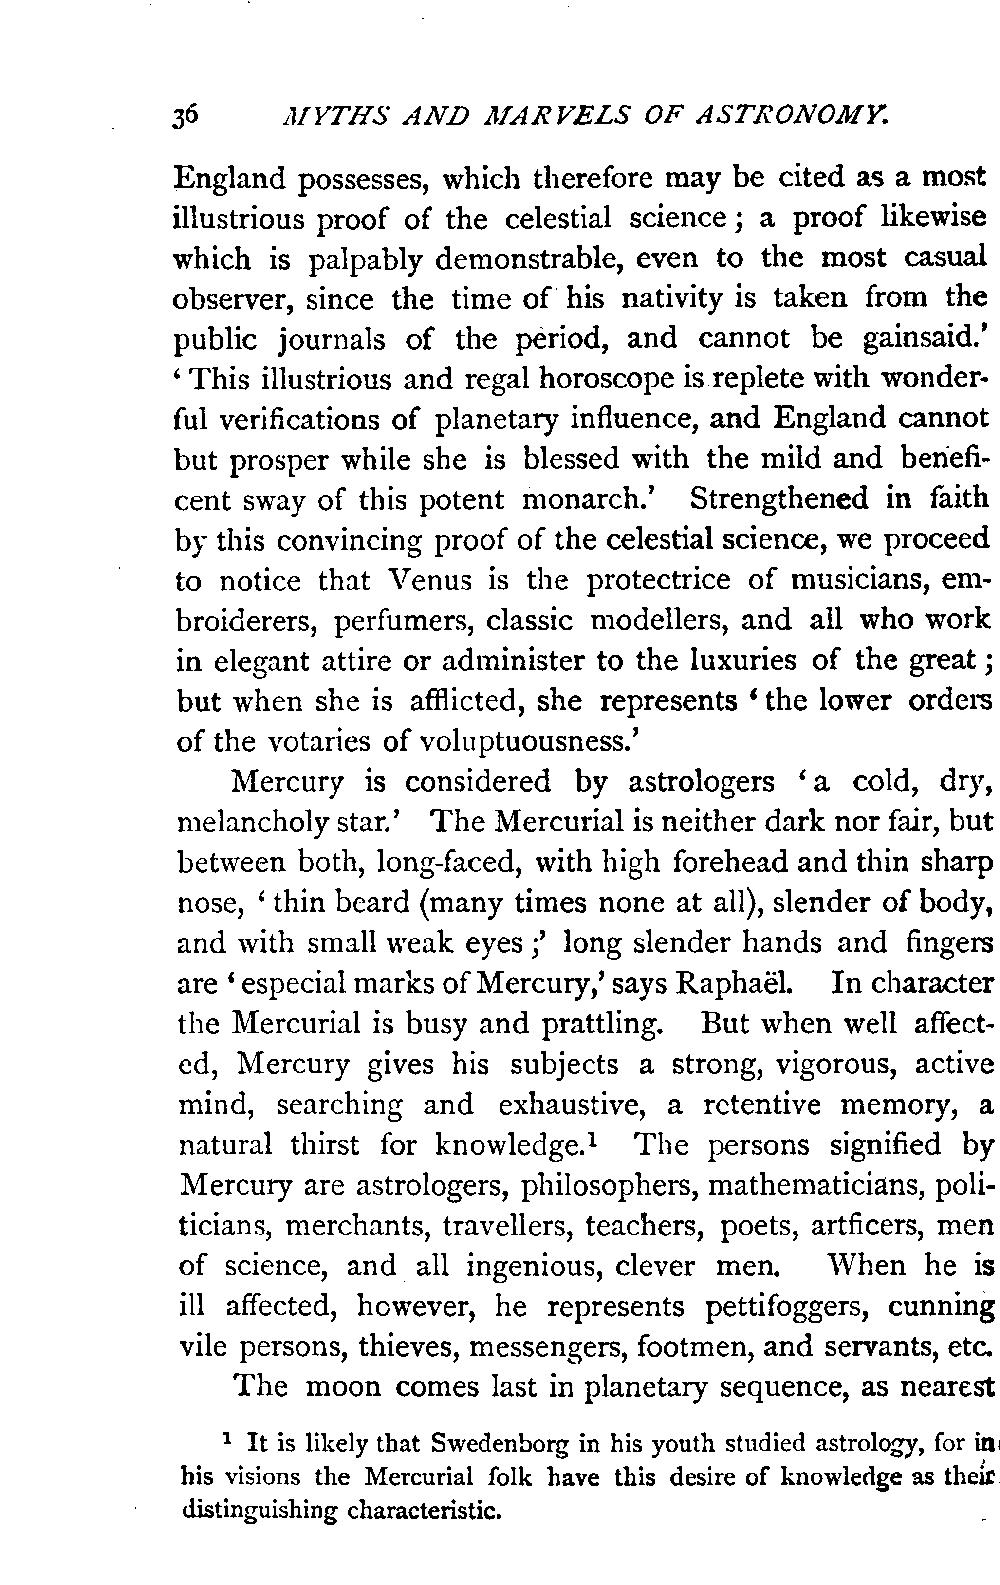 36 MYTHS AND MARVELS OF ASTRONOMY.
England possesses, which therefore may be cited as a most
illustrious proof of the celestial science ; a proof likewise
which is palpably demonstrable, even to the most casual
observer, since the time of his nativity is taken from the
public journals of the period, and cannot be gainsaid.’
‘ This illustrious and regal horoscope is replete with wonder-
ful verifications of planetary influence, and England cannot
but prosper while she is blessed with the mild and benefi-
cent sway of this potent monarch.’ Strengthened in faith
by this convincing proof of the celestial science, we proceed
to notice that Venus is the protectrice of musicians, em-
broiderers, perfumers, classic modellers, and all who work
in elegant attire or administer to the luxuries of the great ;
but when she is afflicted, she represents ‘ the lower orders
of the votaries of voluptuousness.’
Mercury is considered by astrologers ‘ a cold, dry,
melancholy star.’ The Mercurial is neither dark nor fair, but
between both, long-faced, with high forehead and thin sharp
nose, ‘ thin beard (many times none at all), slender of body,
and with small weak eyes ;’ long slender hands and fingers
are ‘ especial marks of Mercury,’ says Raphaël. In character
the Mercurial is busy and prattling. But when well affect-
ed, Mercury gives his subjects a strong, vigorous, active
mind, searching and exhaustive, a retentive memory, a
natural thirst for knowledge.¹ The persons signified by
Mercury are astrologers, philosophers, mathematicians, poli-
ticians, merchants, travellers, teachers, poets, artficers, men
of science, and all ingenious, clever men. When he is
ill affected, however, he represents pettifoggers, cunning
vile persons, thieves, messengers, footmen, and servants, etc.
The moon comes last in planetary sequence, as nearest
¹ It is likely that Swedenborg in his youth studied astrology, for in
his visions the Mercurial folk have this desire of knowledge as their
distinguishing characteristic.